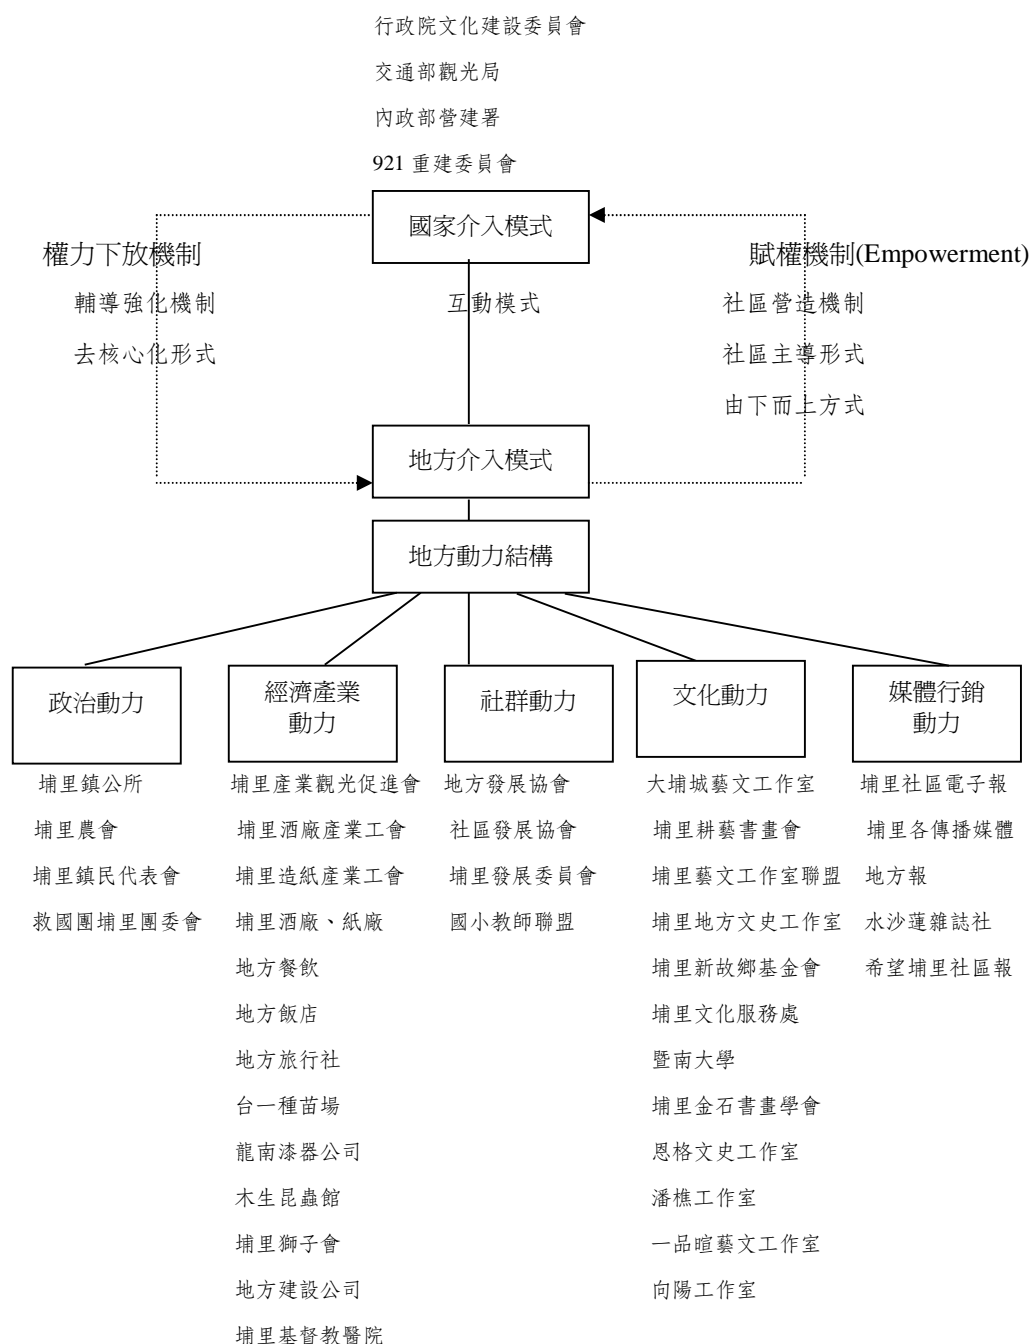 行政院文化建設委員會
交通部觀光局
內政部營建署
921 重建委員會
國家介入模式
權力下放機制
輔導強化機制
去核心化形式
互動模式
賦權機制(Empowerment)
社區營造機制
社區主導形式
由下而上方式
地方介入模式
地方動力結構
政治動力
埔里鎮公所
埔里農會
埔里鎮民代表會
救國團埔里團委會
經濟產業
動力
埔里產業觀光促進會
埔里酒廠產業工會
埔里造紙產業工會
埔里酒廠、紙廠
地方餐飲
地方飯店
地方旅行社
台一種苗場
龍南漆器公司
木生昆蟲館
埔里獅子會
地方建設公司
埔里基督教醫院
社群動力
地方發展協會
社區發展協會
埔里發展委員會
國小教師聯盟
文化動力
大埔城藝文工作室
埔里耕藝書畫會
埔里藝文工作室聯盟
埔里地方文史工作室
埔里新故鄉基金會
埔里文化服務處
暨南大學
埔里金石書畫學會
恩格文史工作室
潘樵工作室
一品暄藝文工作室
向陽工作室
媒體行銷
動力
埔里社區電子報
埔里各傳播媒體
地方報
水沙蓮雜誌社
希望埔里社區報